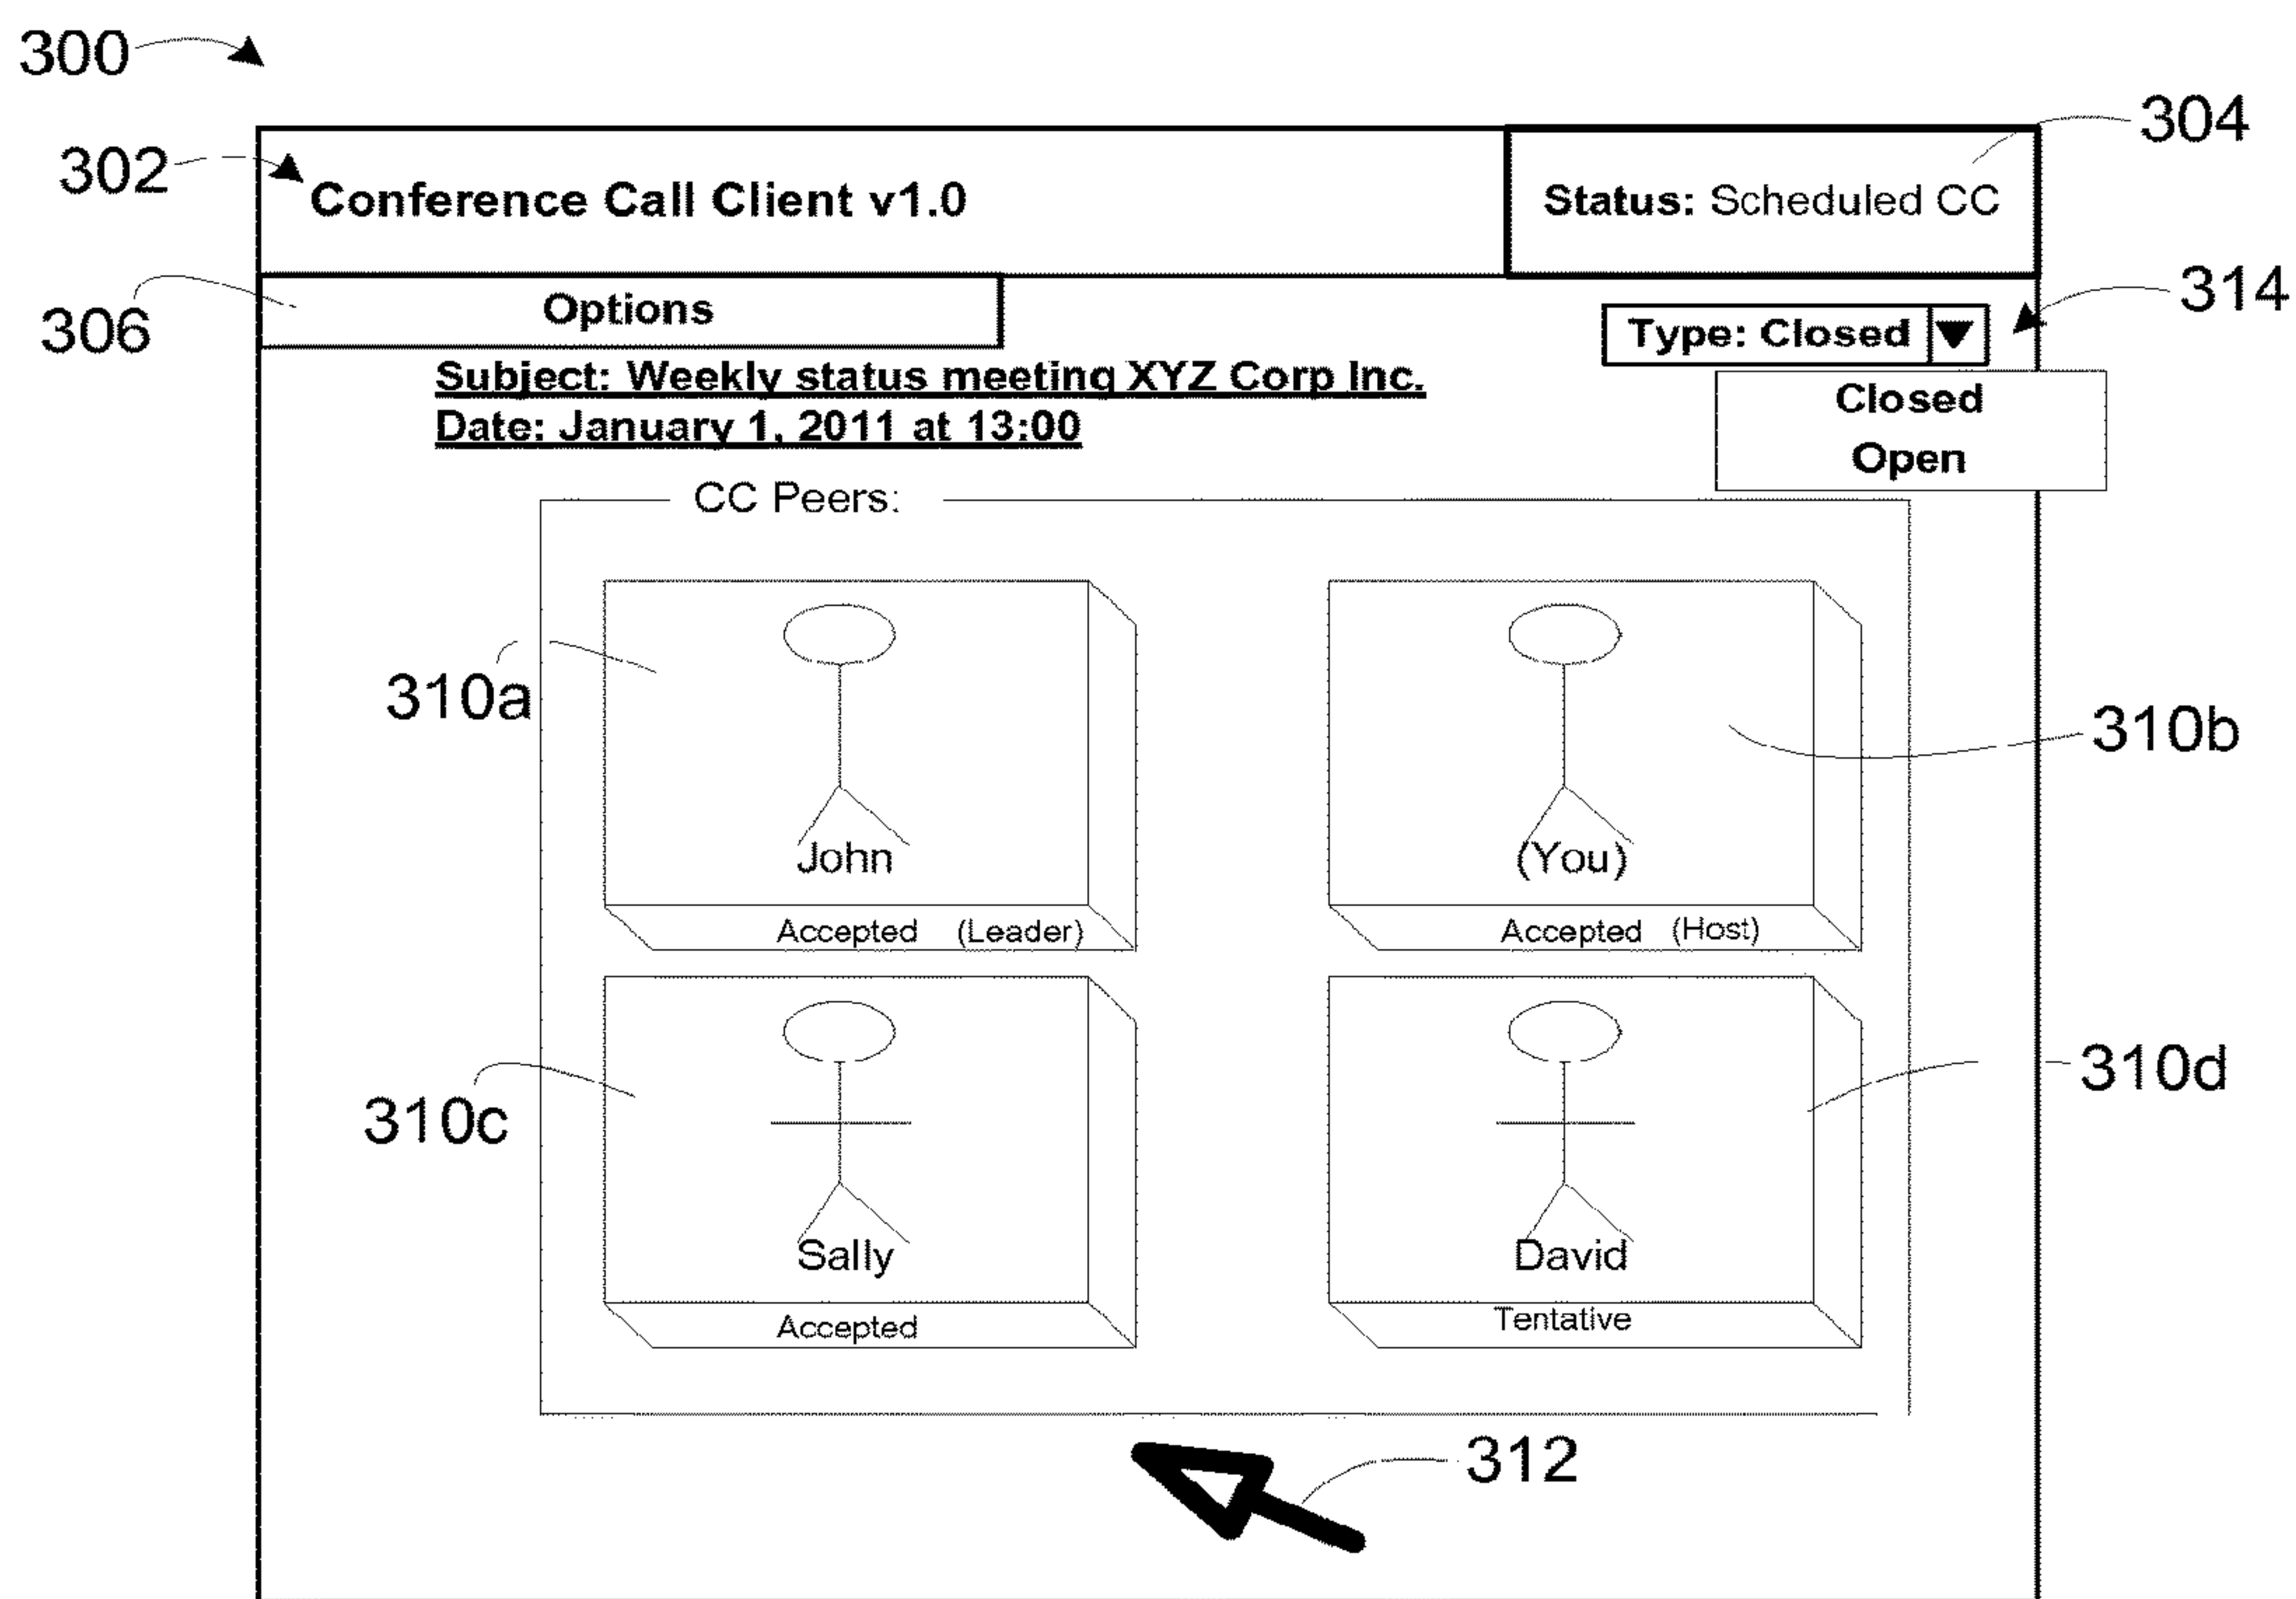 300
302
Conference Call Client v1.0
Status: Scheduled CC
304
306
Options
Type: Closed
314
Closed
Open
Subject: Weekly status meeting XYZ Corp Inc.
Date: January 1, 2011 at 13:00
CC Peers:
310a
John
Accepted (Leader)
310b
(You)
Accepted (Host)
310c
Sally
Accepted
310d
David
Tentative
312